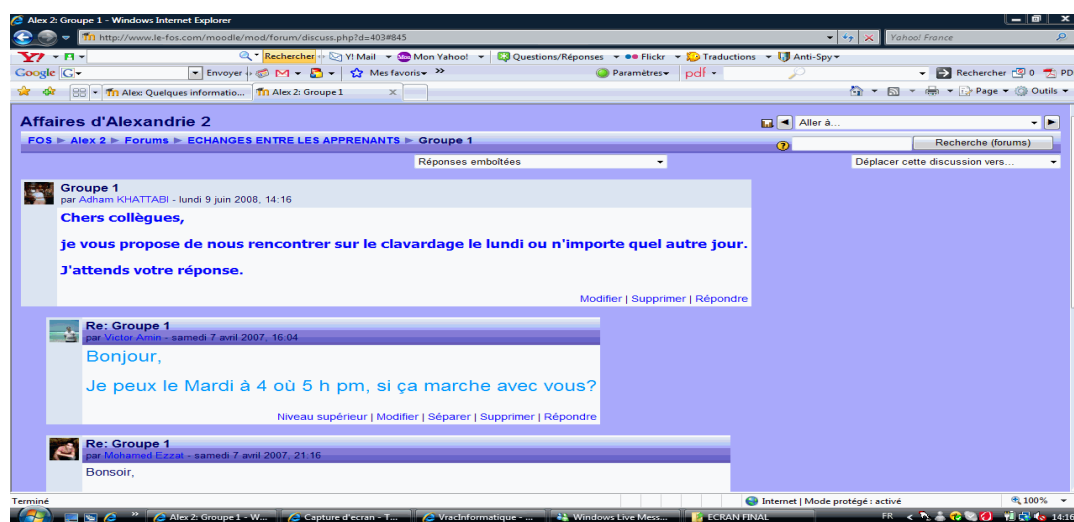 Alex 2: Groupe 1 - Windows Internet Explorer
http://www.le-fos.com/moodle/mod/forum/discuss.php?d=403#845
Yahoo! France
Y! Rechercher Y! Mail Mon Yahoo! Questions/Réponses Flickr Traductions Anti-Spy
Google G Envoyer Mes favoris » Paramètres pdf Rechercher 0 PD
Alex: Quelques informatio... Alex 2: Groupe 1 Page Outils
Affaires d'Alexandrie 2 Aller à...
FOS ► Alex 2 ► Forums ► ECHANGES ENTRE LES APPRENANTS ► Groupe 1 Recherche (forums)
Réponses emboîtées Déplacer cette discussion vers...
Groupe 1
par Adham KHATTABI - lundi 9 juin 2008, 14:16
Chers collègues,
je vous propose de nous rencontrer sur le clavardage le lundi ou n'importe quel autre jour.
J'attends votre réponse.
Modifier | Supprimer | Répondre
Re: Groupe 1
par Victor Amin - samedi 7 avril 2007, 16:04
Bonjour,
Je peux le Mardi à 4 où 5 h pm, si ça marche avec vous?
Niveau supérieur | Modifier | Séparer | Supprimer | Répondre
Re: Groupe 1
par Mohamed Ezzat - samedi 7 avril 2007, 21:16
Bonsoir,
Terminé Internet | Mode protégé : activé 100%
Alex 2: Groupe 1 - W... Capture d'ecran - T... VracInformatique - ... Windows Live Mess... ECRAN FINAL FR 14:16